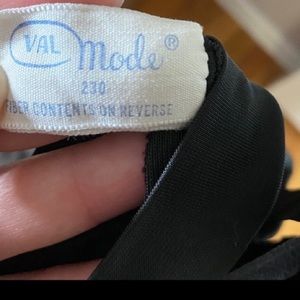 VAL
mode®
230
FIBER CONTENTS ON REVERSE